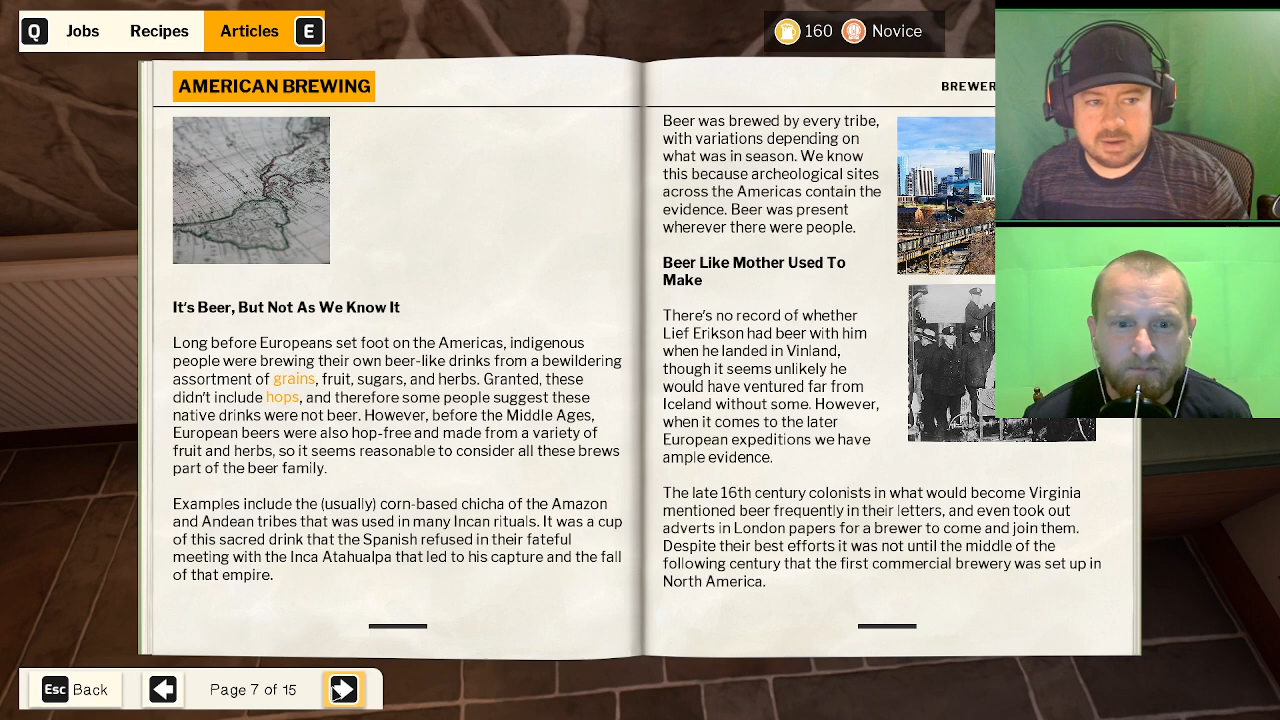 Q Jobs Recipes Articles E
160 Novice
AMERICAN BREWING
BREWER
It's Beer, But Not As We Know It
Long before Europeans set foot on the Americas, indigenous
people were brewing their own beer-like drinks from a bewildering
assortment of grains, fruit, sugars, and herbs. Granted, these
didn't include hops, and therefore some people suggest these
native drinks were not beer. However, before the Middle Ages,
European beers were also hop-free and made from a variety of
fruit and herbs, so it seems reasonable to consider all these brews
part of the beer family.
Examples include the (usually) corn-based chicha of the Amazon
and Andean tribes that was used in many Incan rituals. It was a cup
of this sacred drink that the Spanish refused in their fateful
meeting with the Inca Atahualpa that led to his capture and the fall
of that empire.
Beer was brewed by every tribe,
with variations depending on
what was in season. We know
this because archeological sites
across the Americas contain the
evidence. Beer was present
wherever there were people.
Beer Like Mother Used To
Make
There's no record of whether
Lief Erikson had beer with him
when he landed in Vinland,
though it seems unlikely he
would have ventured far from
Iceland without some. However,
when it comes to the later
European expeditions we have
ample evidence.
The late 16th century colonists in what would become Virginia
mentioned beer frequently in their letters, and even took out
adverts in London papers for a brewer to come and join them.
Despite their best efforts it was not until the middle of the
following century that the first commercial brewery was set up in
North America.
Esc Back Page 7 of 15